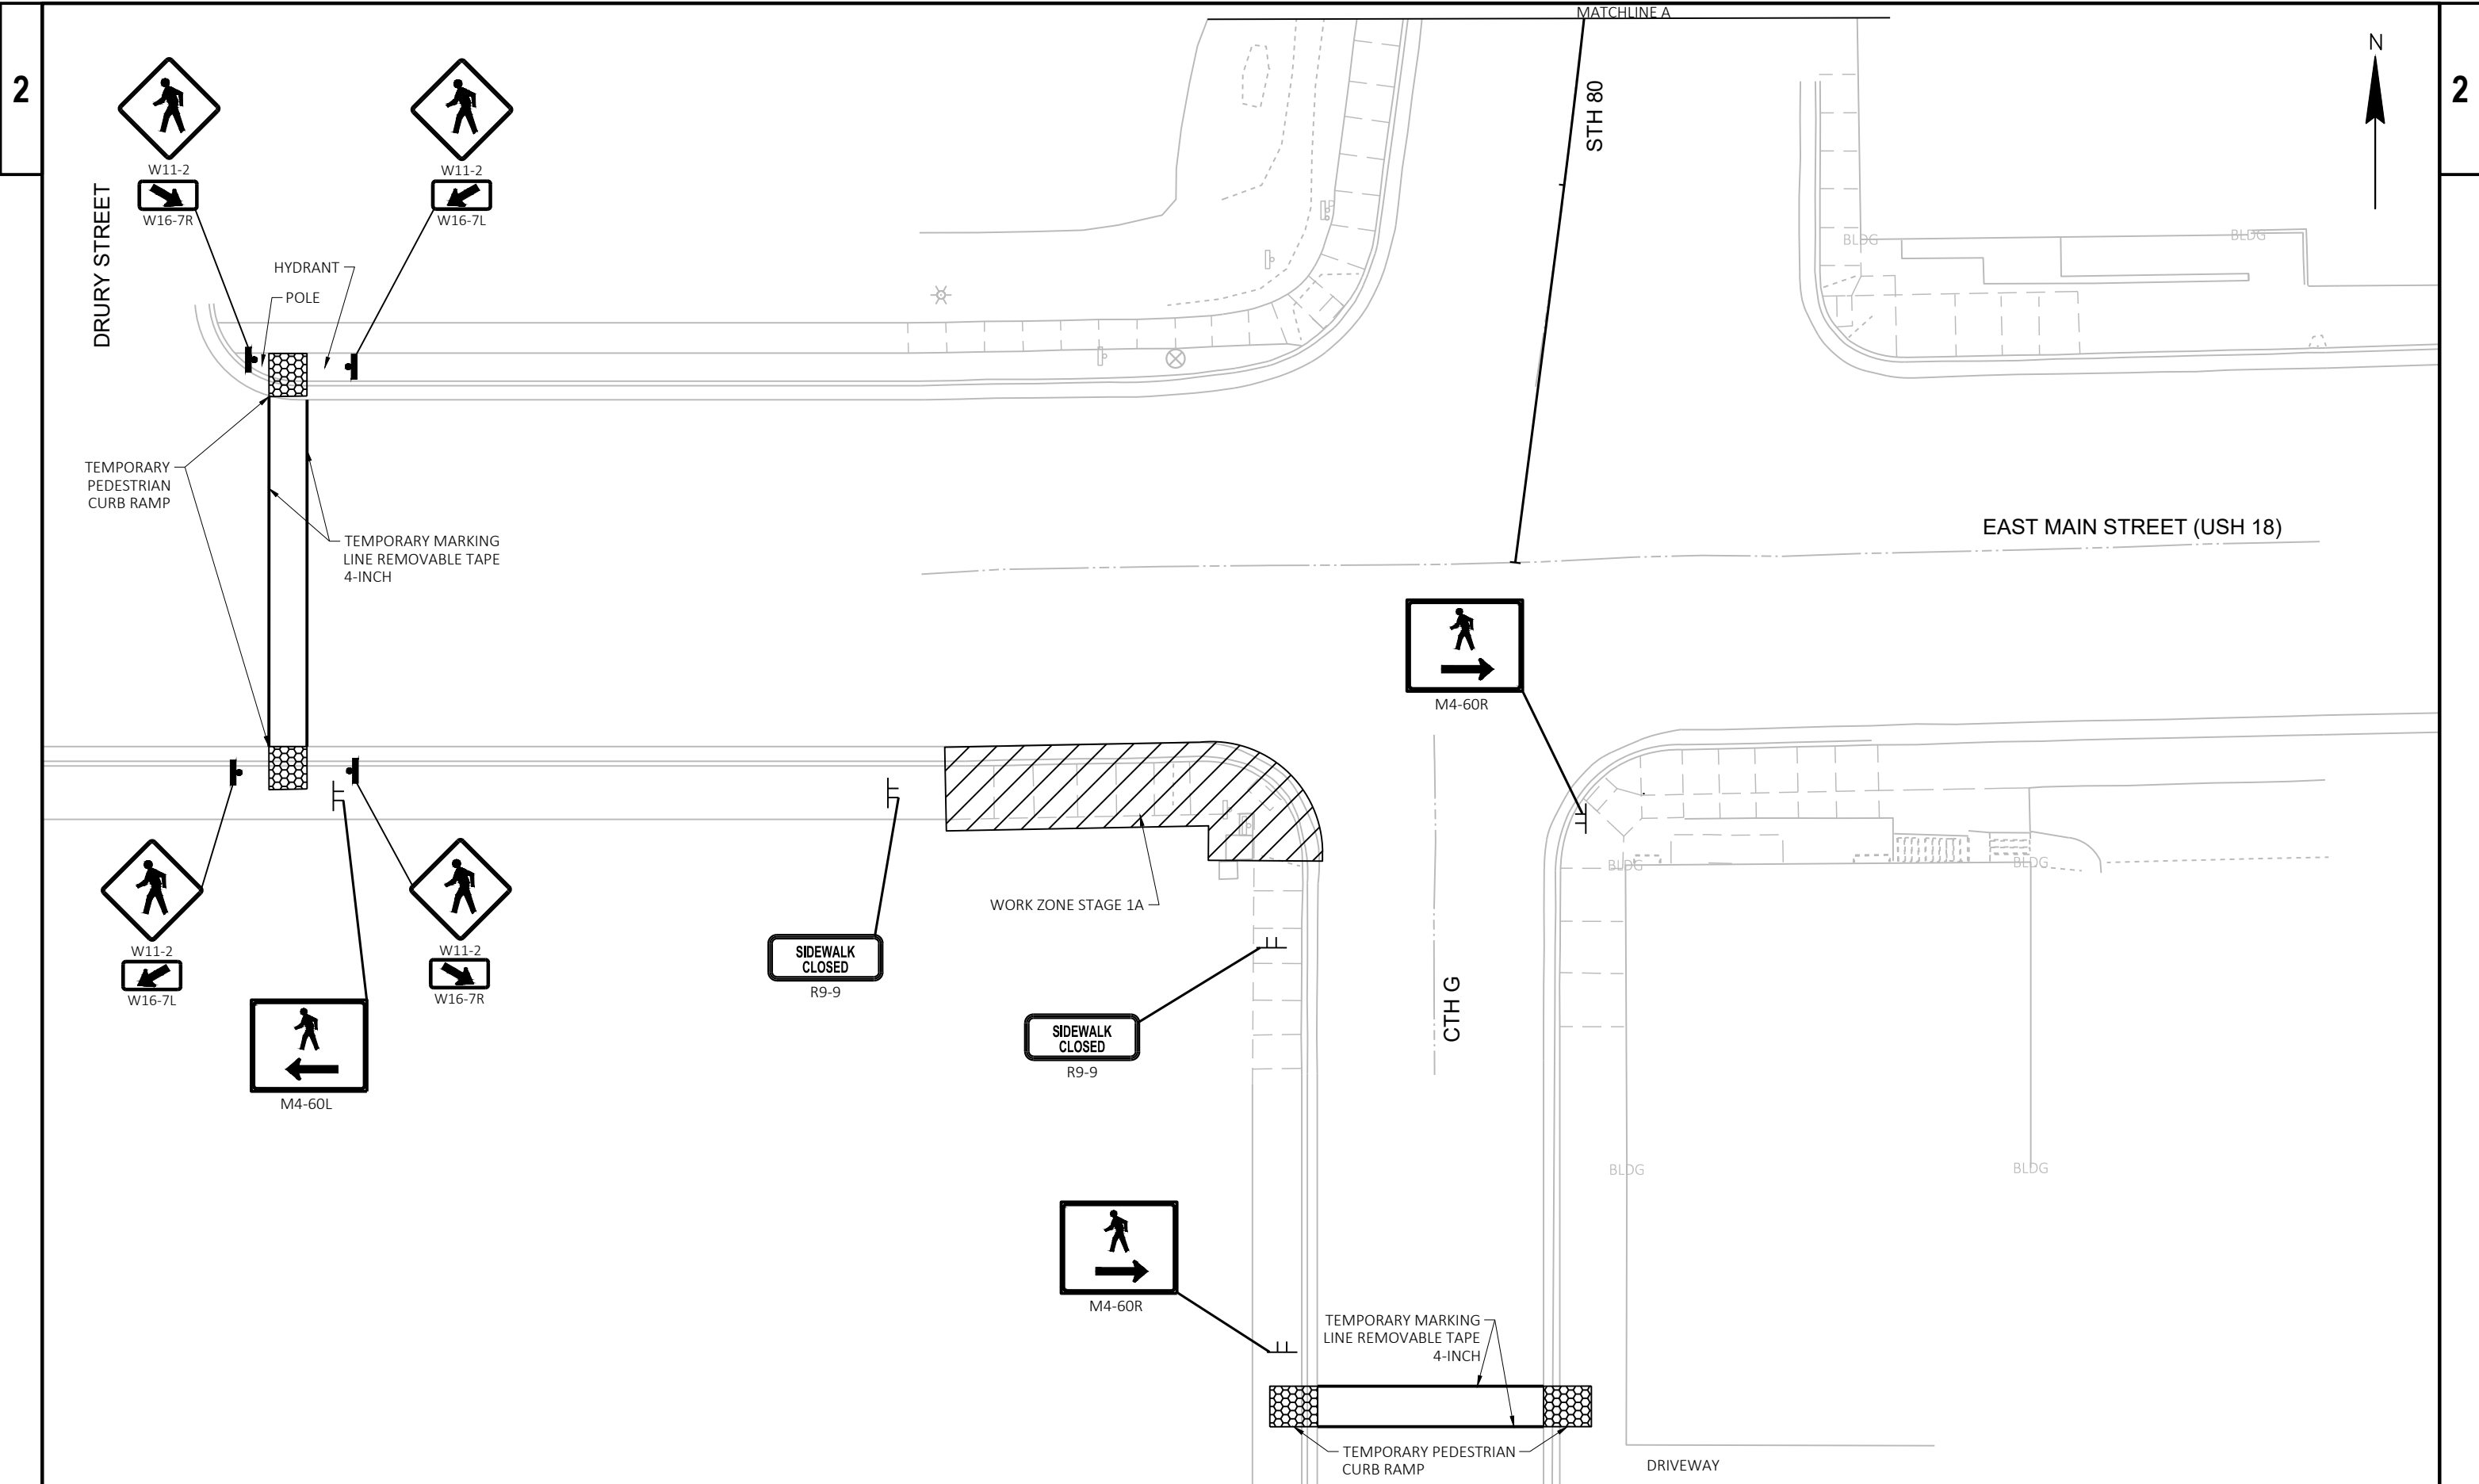 MATCHLINE A
2
2
N
W11-2
W16-7R
W11-2
W16-7L
DRURY STREET
STH 80
HYDRANT
POLE
BLDG
BLDG
TEMPORARY
PEDESTRIAN
CURB RAMP
TEMPORARY MARKING
LINE REMOVABLE TAPE
4-INCH
EAST MAIN STREET (USH 18)
M4-60R
WORK ZONE STAGE 1A
BLDG
BLDG
W11-2
W16-7L
W11-2
W16-7R
M4-60L
SIDEWALK
CLOSED
R9-9
SIDEWALK
CLOSED
R9-9
CTH G
BLDG
BLDG
M4-60R
TEMPORARY MARKING
LINE REMOVABLE TAPE
4-INCH
TEMPORARY PEDESTRIAN
CURB RAMP
DRIVEWAY